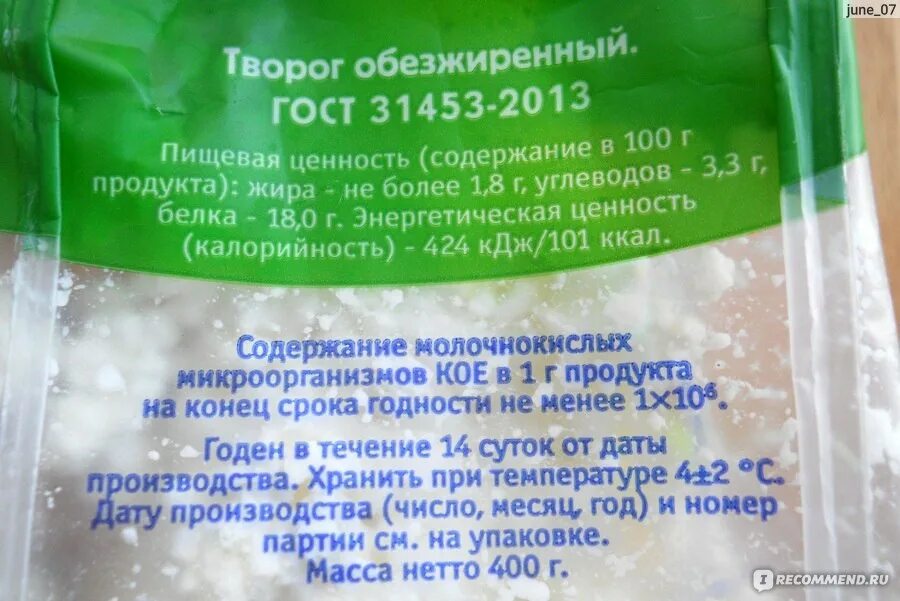 june_07
Творог обезжиренный.
ГОСТ 31453-2013
Пищевая ценность (содержание в 100 г
продукта): жира - не более 1,8 г, углеводов - 3,3 г,
белка - 18,0 г. Энергетическая ценность
(калорийность) - 424 кДж/101 ккал.
Содержание молочнокислых
микроорганизмов КОЕ в 1 г продукта
на конец срока годности не менее 1×10⁶.
Годен в течение 14 суток от даты
производства. Хранить при температуре 4±2 °С.
Дату производства (число, месяц, год) и номер
партии см. на упаковке.
Масса нетто 400 г.
IRECOMMEND.RU